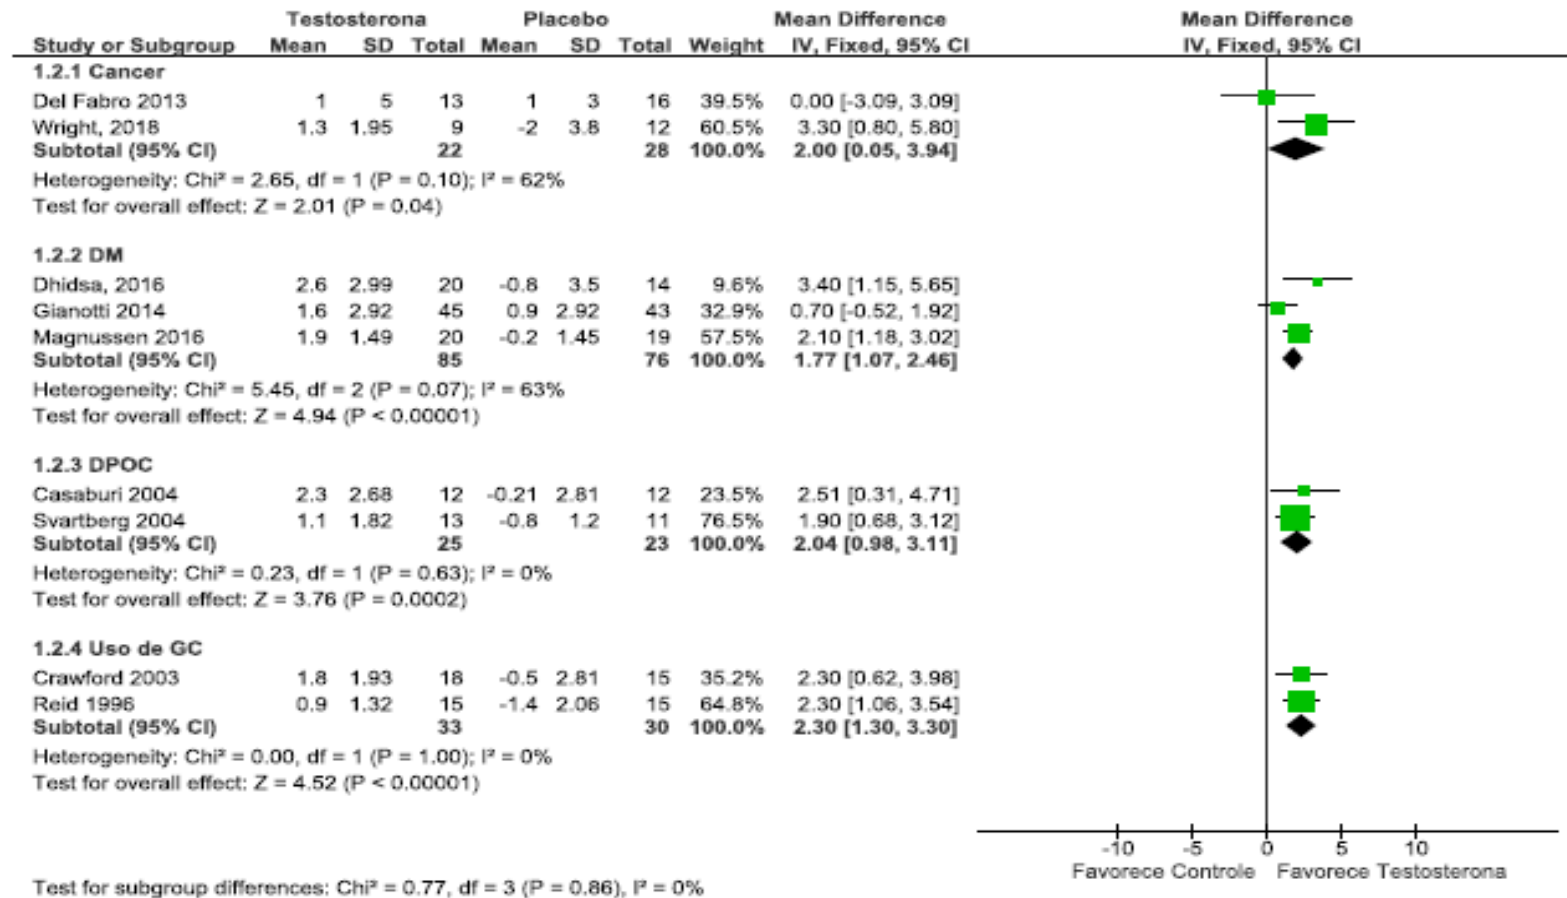 Testosterona Placebo Mean Difference Mean Difference
Study or Subgroup Mean SD Total Mean SD Total Weight IV, Fixed, 95% CI IV, Fixed, 95% CI
1.2.1 Cancer
Del Fabro 2013 1 5 13 1 3 16 39.5% 0.00 [-3.09, 3.09]
Wright, 2018 1.3 1.95 9 -2 3.8 12 60.5% 3.30 [0.80, 5.80]
Subtotal (95% CI) 22 28 100.0% 2.00 [0.05, 3.94]
Heterogeneity: Chi² = 2.65, df = 1 (P = 0.10); I² = 62%
Test for overall effect: Z = 2.01 (P = 0.04)
1.2.2 DM
Dhidsa, 2016 2.6 2.99 20 -0.8 3.5 14 9.6% 3.40 [1.15, 5.65]
Gianotti 2014 1.6 2.92 45 0.9 2.92 43 32.9% 0.70 [-0.52, 1.92]
Magnussen 2016 1.9 1.49 20 -0.2 1.45 19 57.5% 2.10 [1.18, 3.02]
Subtotal (95% CI) 85 76 100.0% 1.77 [1.07, 2.46]
Heterogeneity: Chi² = 5.45, df = 2 (P = 0.07); I² = 63%
Test for overall effect: Z = 4.94 (P < 0.00001)
1.2.3 DPOC
Casaburi 2004 2.3 2.68 12 -0.21 2.81 12 23.5% 2.51 [0.31, 4.71]
Svartberg 2004 1.1 1.82 13 -0.8 1.2 11 76.5% 1.90 [0.68, 3.12]
Subtotal (95% CI) 25 23 100.0% 2.04 [0.98, 3.11]
Heterogeneity: Chi² = 0.23, df = 1 (P = 0.63); I² = 0%
Test for overall effect: Z = 3.76 (P = 0.0002)
1.2.4 Uso de GC
Crawford 2003 1.8 1.93 18 -0.5 2.81 15 35.2% 2.30 [0.62, 3.98]
Reid 1996 0.9 1.32 15 -1.4 2.06 15 64.8% 2.30 [1.06, 3.54]
Subtotal (95% CI) 33 30 100.0% 2.30 [1.30, 3.30]
Heterogeneity: Chi² = 0.00, df = 1 (P = 1.00); I² = 0%
Test for overall effect: Z = 4.52 (P < 0.00001)
-10 -5 0 5 10
Favorece Controle Favorece Testosterona
Test for subgroup differences: Chi² = 0.77, df = 3 (P = 0.86), I² = 0%